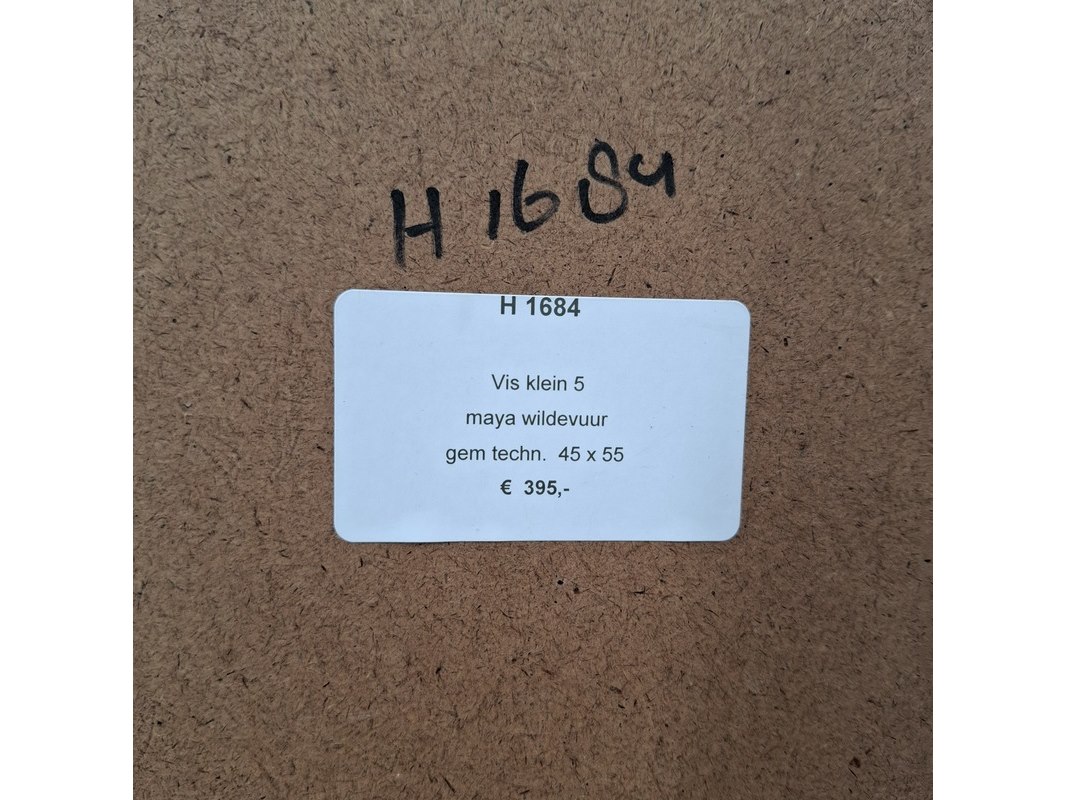 H 1684
H 1684
Vis klein 5
maya wildevuur
gem techn. 45 x 55
€ 395,-